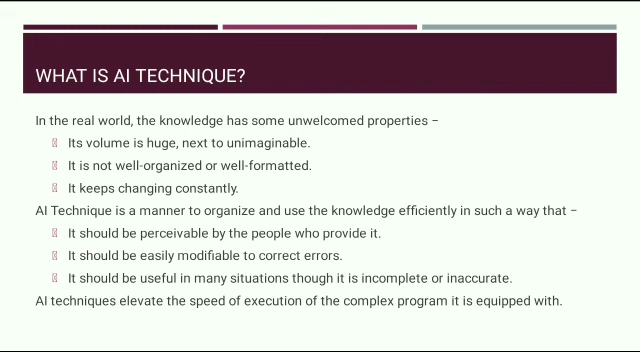 WHAT IS AI TECHNIQUE?
In the real world, the knowledge has some unwelcomed properties −
Its volume is huge, next to unimaginable.
It is not well-organized or well-formatted.
It keeps changing constantly.
AI Technique is a manner to organize and use the knowledge efficiently in such a way that −
It should be perceivable by the people who provide it.
It should be easily modifiable to correct errors.
It should be useful in many situations though it is incomplete or inaccurate.
AI techniques elevate the speed of execution of the complex program it is equipped with.